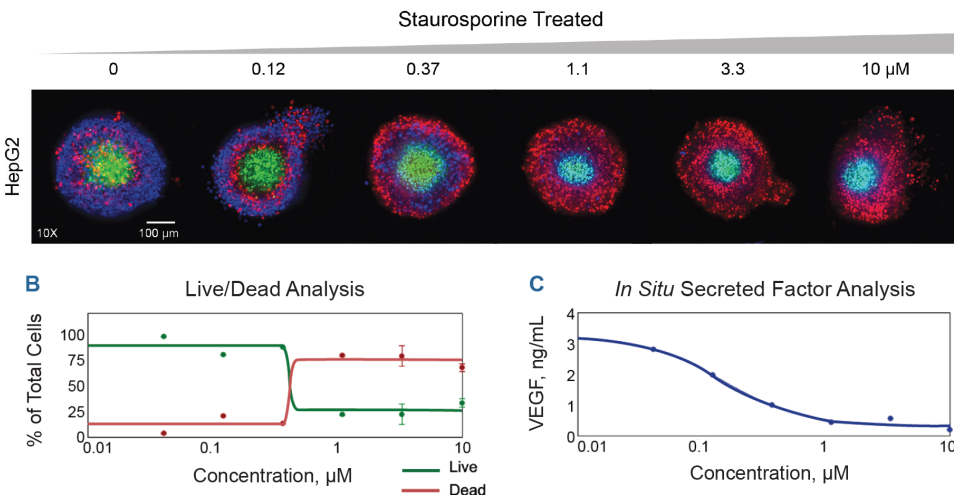 Staurosporine Treated
0 0.12 0.37 1.1 3.3 10 µM
HepG2
10X
100 µm
B Live/Dead Analysis
% of Total Cells
100
75
50
25
0
0.01 0.1 1 10
Concentration, µM
Live
Dead
C In Situ Secreted Factor Analysis
VEGF, ng/mL
4
3
2
1
0
0.01 0.1 1 10
Concentration, µM